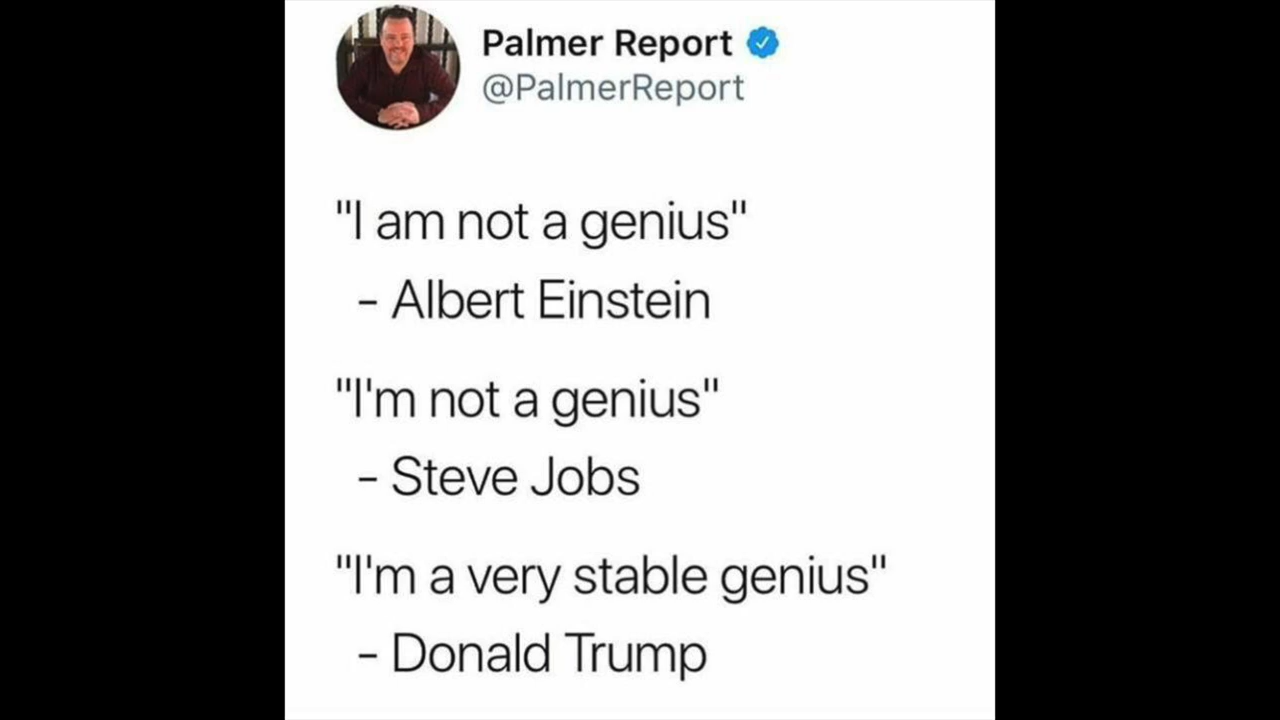 Palmer Report
@PalmerReport
"I am not a genius"
- Albert Einstein
"I'm not a genius"
- Steve Jobs
"I'm a very stable genius"
- Donald Trump